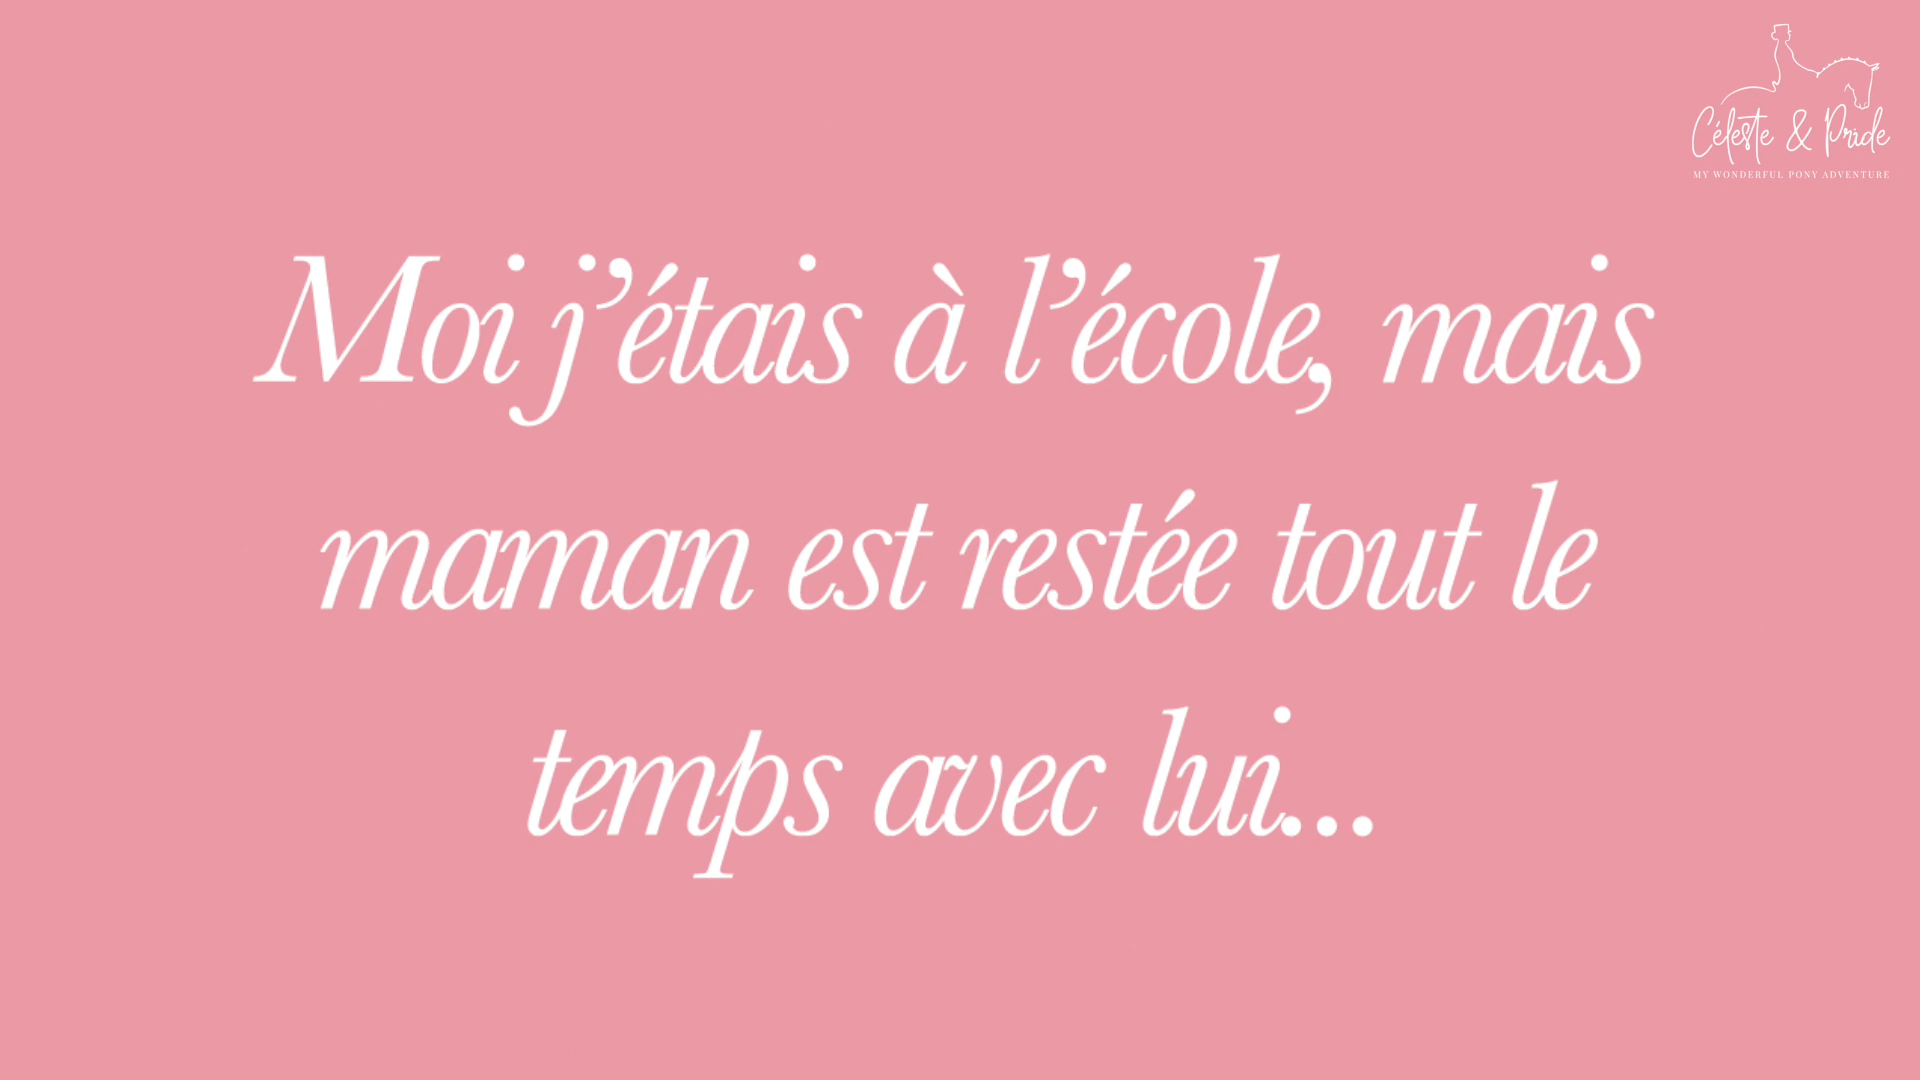 Céleste & Pride
MY WONDERFUL PONY ADVENTURE
Moi j’étais à l’école, mais
maman est restée tout le
temps avec lui...